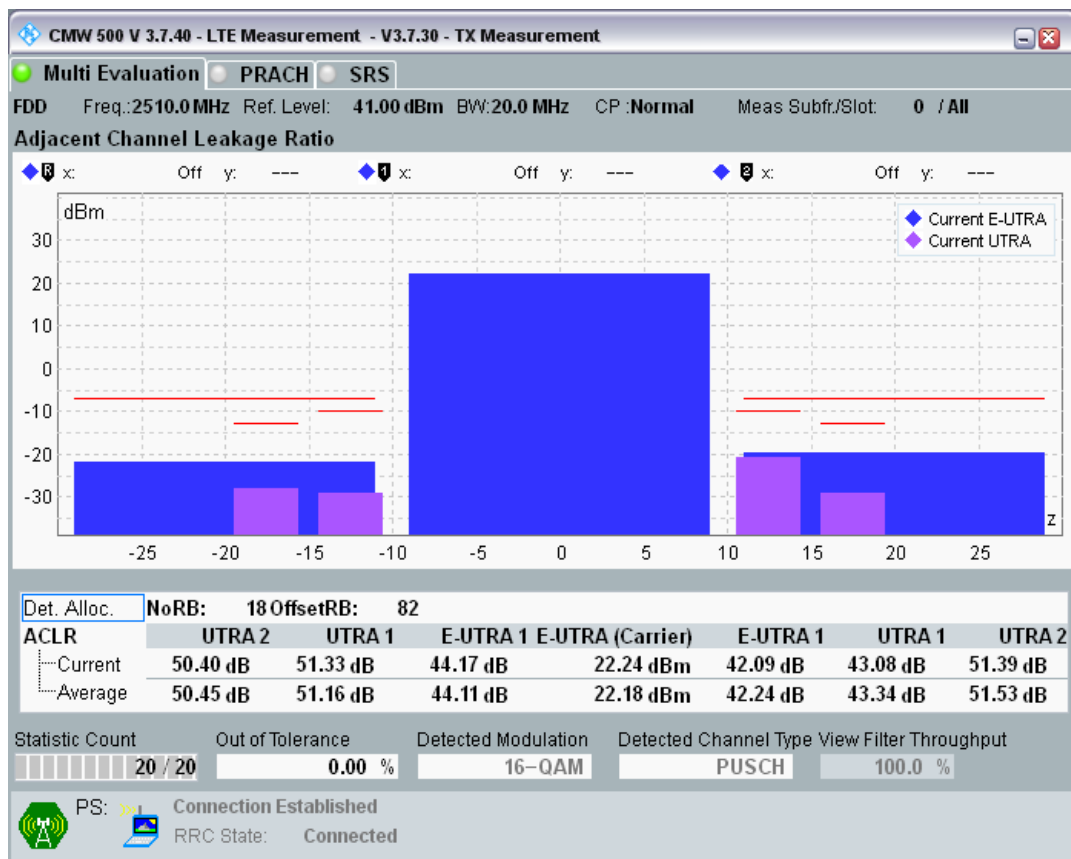 CMW 500 V 3.7.40 - LTE Measurement - V3.7.30 - TX Measurement
Multi Evaluation PRACH SRS
FDD Freq.:2510.0 MHz Ref. Level: 41.00 dBm BW:20.0 MHz CP :Normal Meas Subfr./Slot: 0 / All
Adjacent Channel Leakage Ratio
R x: Off y: --- 1 x: Off y: --- 2 x: Off y: ---
dBm
Current E-UTRA
Current UTRA
30
20
10
0
-10
-20
-30
z
-25 -20 -15 -10 -5 0 5 10 15 20 25
Det. Alloc. NoRB: 18 OffsetRB: 82
ACLR UTRA 2 UTRA 1 E-UTRA 1 E-UTRA (Carrier) E-UTRA 1 UTRA 1 UTRA 2
Current 50.40 dB 51.33 dB 44.17 dB 22.24 dBm 42.09 dB 43.08 dB 51.39 dB
Average 50.45 dB 51.16 dB 44.11 dB 22.18 dBm 42.24 dB 43.34 dB 51.53 dB
Statistic Count Out of Tolerance Detected Modulation Detected Channel Type View Filter Throughput
20 / 20 0.00 % 16-QAM PUSCH 100.0 %
PS: Connection Established
RRC State: Connected